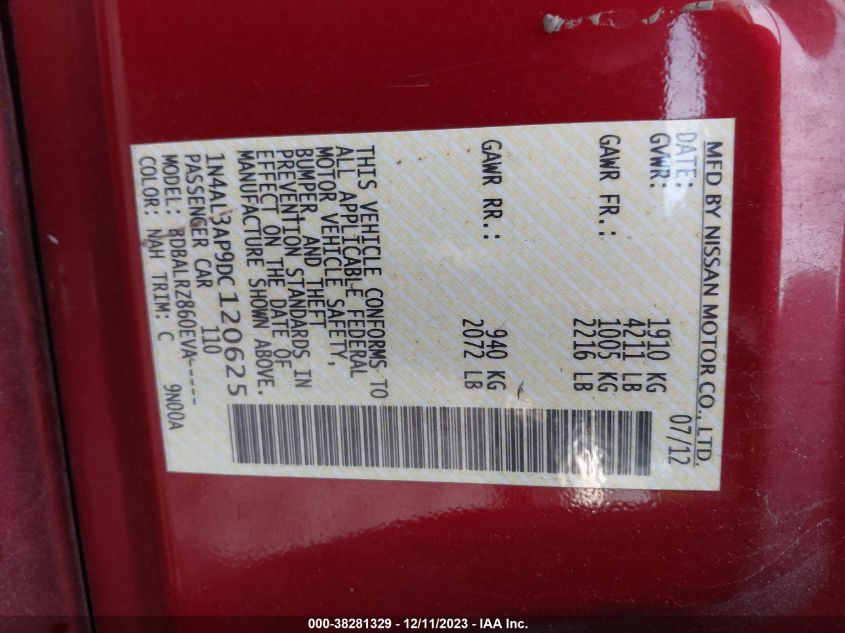 MFD BY NISSAN MOTOR CO., LTD.
DATE: 07/12
GVWR: 1910 KG
4211 LB
GAWR FR.: 1005 KG
2216 LB
GAWR RR.: 940 KG
2072 LB
THIS VEHICLE CONFORMS TO
ALL APPLICABLE FEDERAL
MOTOR VEHICLE SAFETY,
BUMPER, AND THEFT
PREVENTION STANDARDS IN
EFFECT ON THE DATE OF
MANUFACTURE SHOWN ABOVE.
1N4AL3AP9DC120625
PASSENGER CAR 110
MODEL: BDBALRZ860EVA-----
COLOR: NAH TRIM: C 9N00A
000-38281329 - 12/11/2023 - IAA Inc.